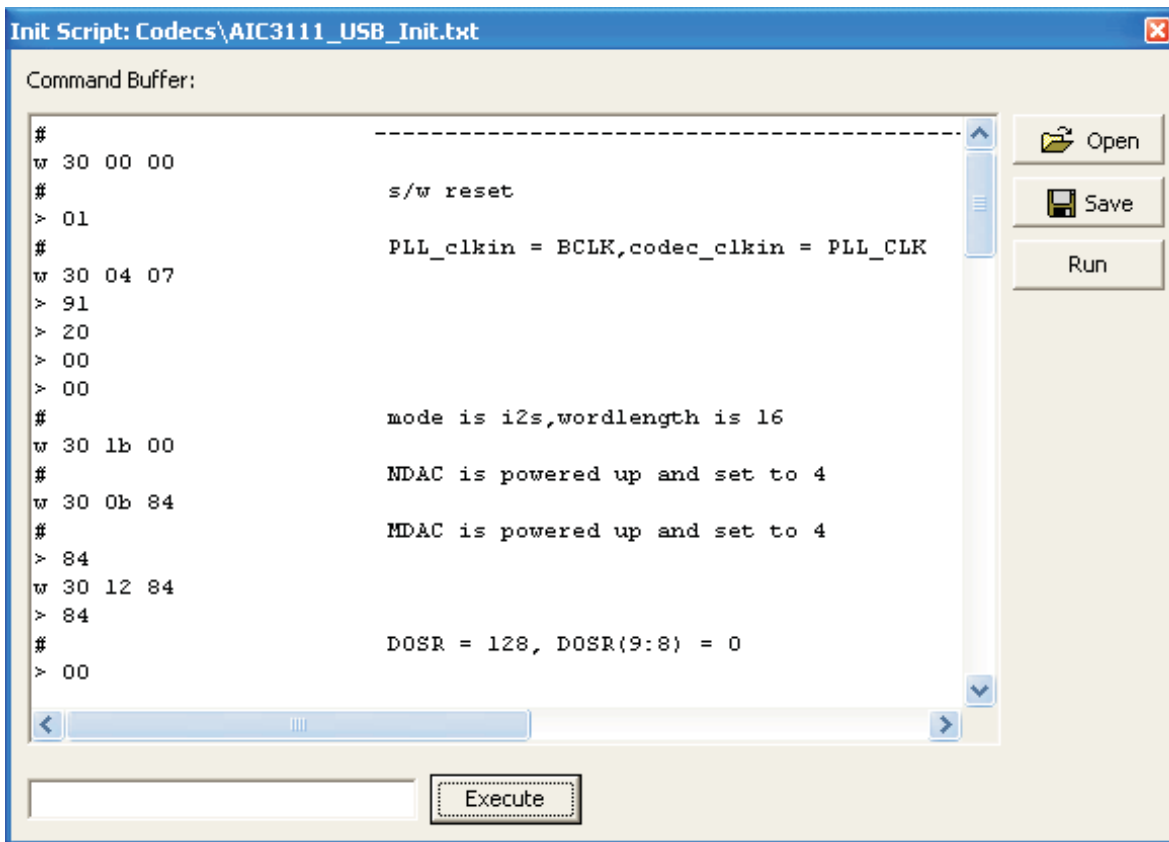 Init Script: Codecs\AIC3111_USB_Init.txt
Command Buffer:
# -----------------------------------------
w 30 00 00
# s/w reset
> 01
# PLL_clkin = BCLK,codec_clkin = PLL_CLK
w 30 04 07
> 91
> 20
> 00
> 00
# mode is i2s,wordlength is 16
w 30 1b 00
# NDAC is powered up and set to 4
w 30 0b 84
# MDAC is powered up and set to 4
> 84
w 30 12 84
> 84
# DOSR = 128, DOSR(9:8) = 0
> 00
Open
Save
Run
Execute